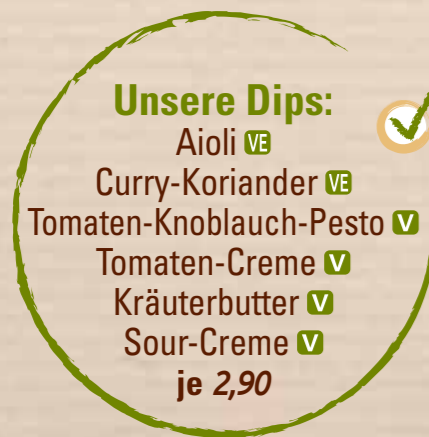 Unsere Dips:
Aioli VE
Curry-Koriander VE
Tomaten-Knoblauch-Pesto V
Tomaten-Creme V
Kräuterbutter V
Sour-Creme V
je 2,90